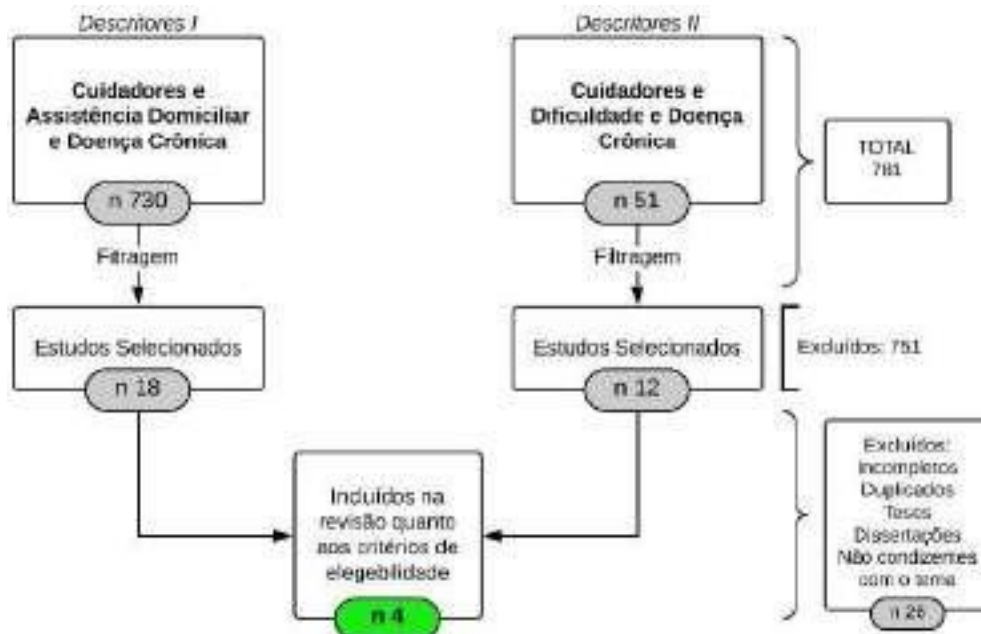 Descritores I
Cuidadores e
Assistência Domiciliar
e Doença Crônica
n 730
Filtragem
Estudos Selecionados
n 18
Descritores II
Cuidadores e
Dificuldade e Doença
Crônica
n 51
Filtragem
Estudos Selecionados
n 12
TOTAL
781
Excluídos: 751
Incluídos na
revisão quanto
aos critérios de
elegebilidade
n 4
Excluídos:
Incompletos
Duplicados
Teses
Dissertações
Não condizentes
com o tema
n 26